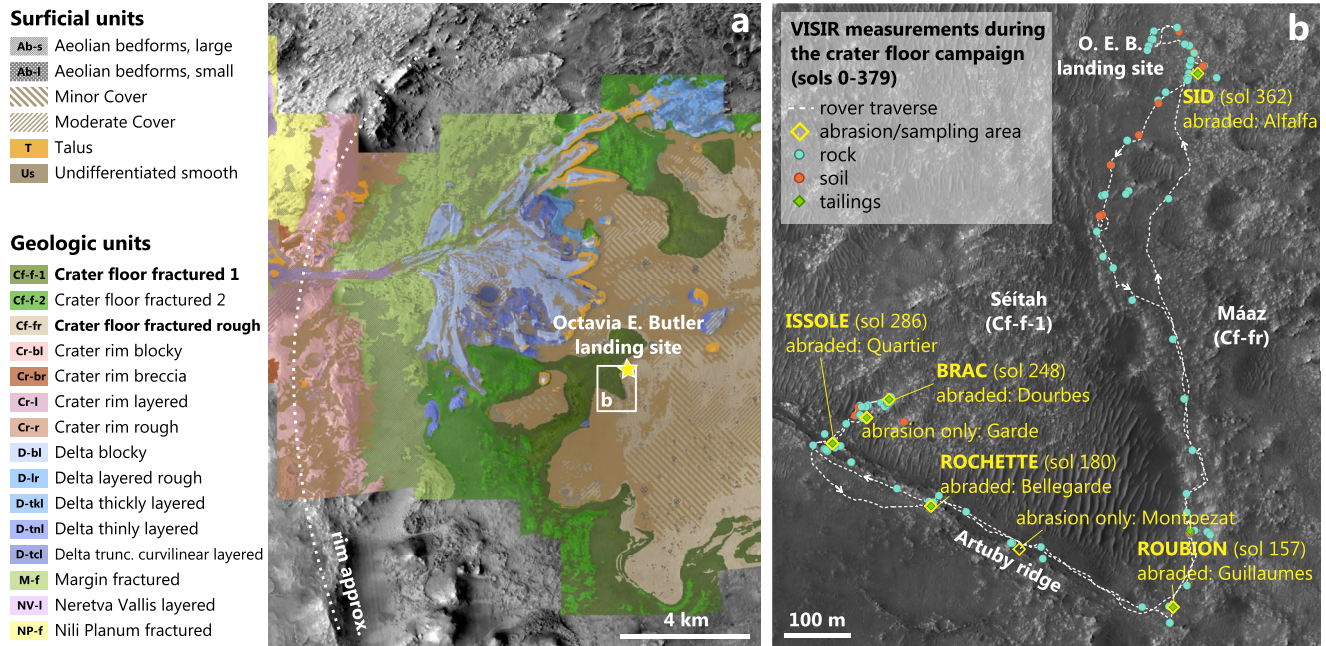 Surficial units
Ab-s Aeolian bedforms, large
Ab-l Aeolian bedforms, small
Minor Cover
Moderate Cover
T Talus
Us Undifferentiated smooth
Geologic units
Cf-f-1 Crater floor fractured 1
Cf-f-2 Crater floor fractured 2
Cf-fr Crater floor fractured rough
Cr-bl Crater rim blocky
Cr-br Crater rim breccia
Cr-l Crater rim layered
Cr-r Crater rim rough
D-bl Delta blocky
D-lr Delta layered rough
D-tkl Delta thickly layered
D-tnl Delta thinly layered
D-tcl Delta trunc. curvilinear layered
M-f Margin fractured
NV-l Neretva Vallis layered
NP-f Nili Planum fractured
a
Octavia E. Butler
landing site
b
rim approx.
4 km
b
VISIR measurements during
the crater floor campaign
(sols 0-379)
rover traverse
abrasion/sampling area
rock
soil
tailings
O. E. B.
landing site
SID (sol 362)
abraded: Alfalfa
Séítah
(Cf-f-1)
Máaz
(Cf-fr)
ISSOLE (sol 286)
abraded: Quartier
BRAC (sol 248)
abraded: Dourbes
abrasion only: Garde
ROCHETTE (sol 180)
abraded: Bellegarde
abrasion only: Montpezat
Artuby ridge
ROUBION (sol 157)
abraded: Guillaumes
100 m